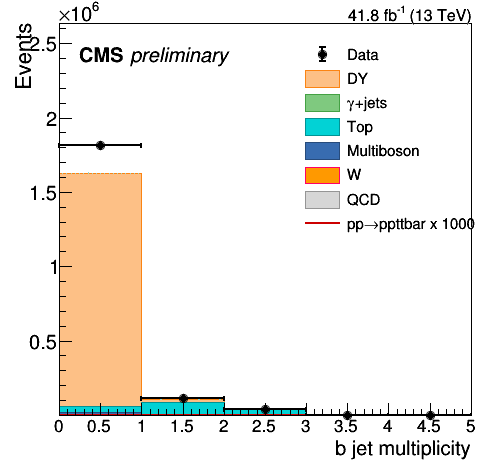 ×10⁶
41.8 fb⁻¹ (13 TeV)
Events
CMS preliminary
Data
DY
γ+jets
Top
Multiboson
W
QCD
pp→ppttbar x 1000
2.5
2
1.5
1
0.5
0 0.5 1 1.5 2 2.5 3 3.5 4 4.5 5
b jet multiplicity